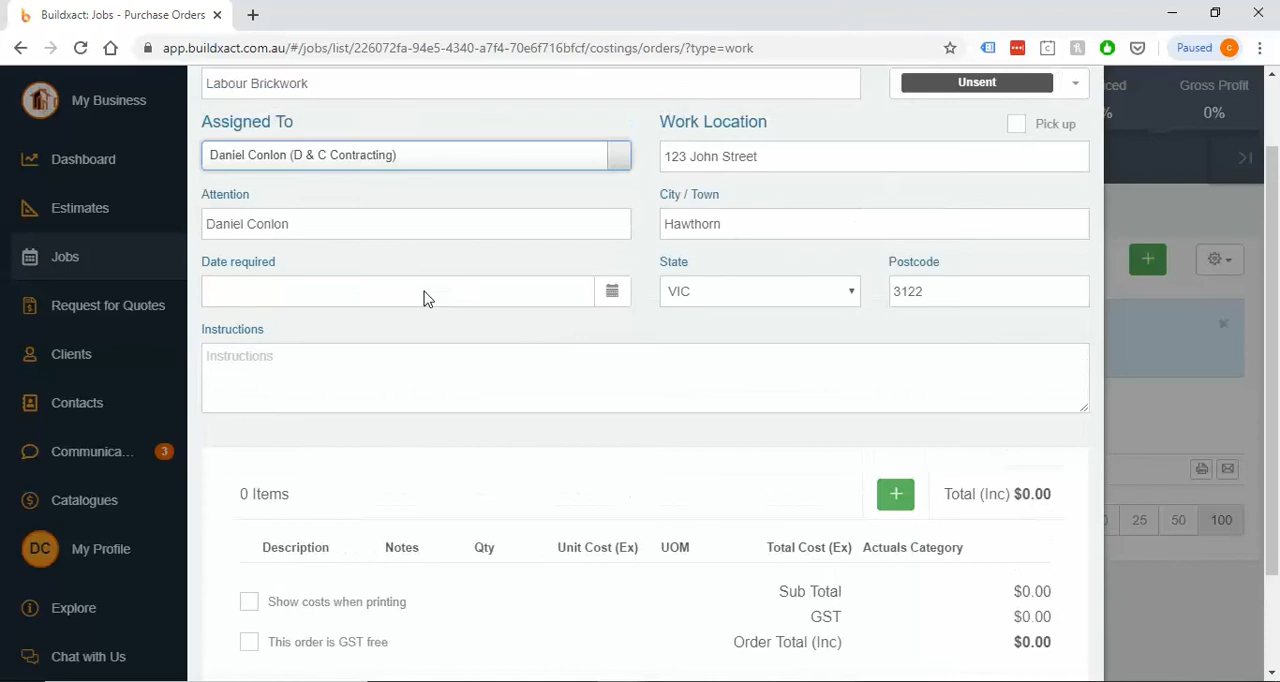 Buildxact: Jobs - Purchase Orders
app.buildxact.com.au/#/jobs/list/226072fa-94e5-4340-a7f4-70e6f716bfcf/costings/orders/?type=work
Paused
c
My Business
Labour Brickwork
Unsent
Gross Profit
0%
Assigned To
Work Location
Pick up
Dashboard
Daniel Conlon (D & C Contracting)
123 John Street
Attention
City / Town
Estimates
Daniel Conlon
Hawthorn
Jobs
Date required
State
Postcode
VIC
3122
Request for Quotes
Instructions
Instructions
Clients
Contacts
Communica...
3
Catalogues
0 Items
Total (Inc) $0.00
25
50
100
DC
My Profile
Description
Notes
Qty
Unit Cost (Ex)
UOM
Total Cost (Ex)
Actuals Category
Show costs when printing
Sub Total
$0.00
Explore
GST
$0.00
This order is GST free
Order Total (Inc)
$0.00
Chat with Us